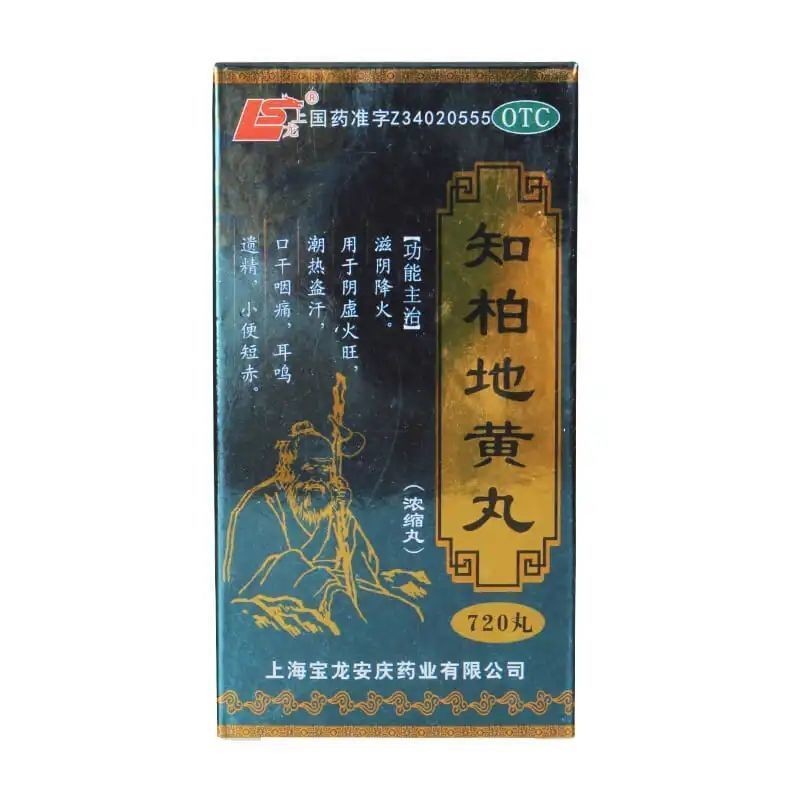 LS
上
龙
®
国药准字Z34020555
OTC
知柏地黄丸
（浓缩丸）
720丸
【功能主治】
滋阴降火。
用于阴虚火旺，
潮热盗汗，
口干咽痛，耳鸣
遗精，小便短赤。
上海宝龙安庆药业有限公司